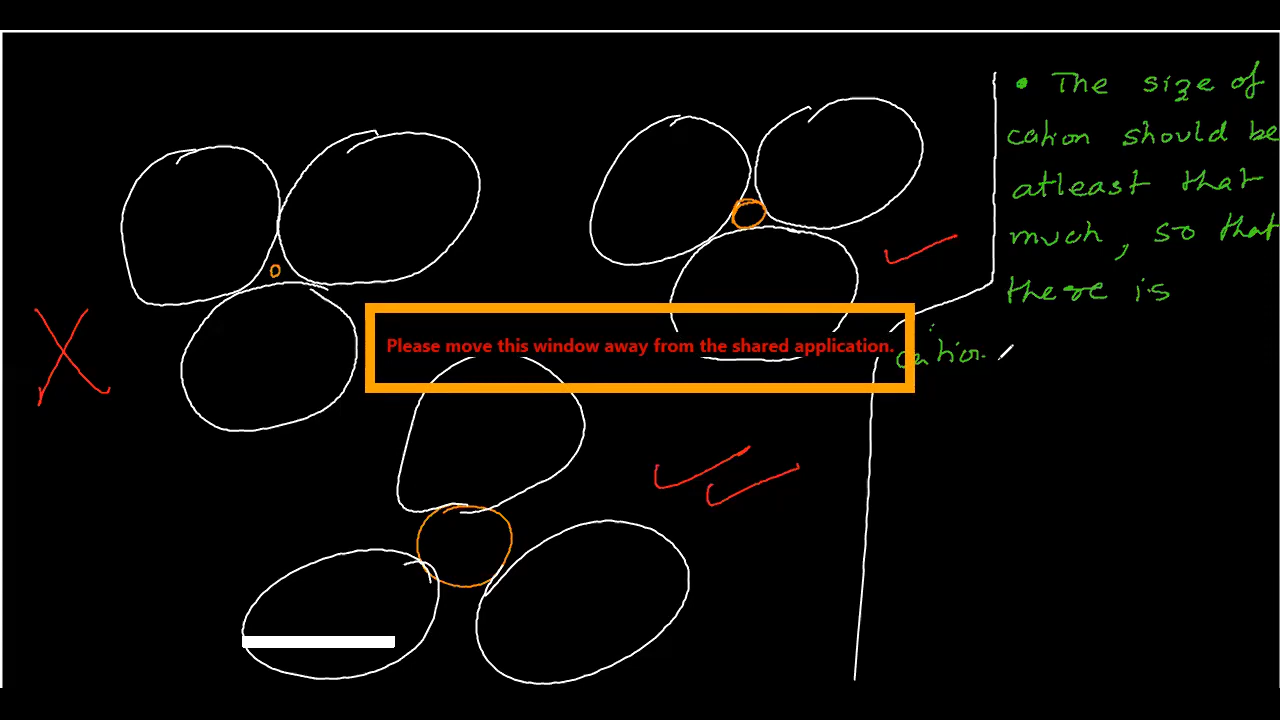 • The size of
cation should be
atleast that
much, so that
there is
Please move this window away from the shared application.
cation -